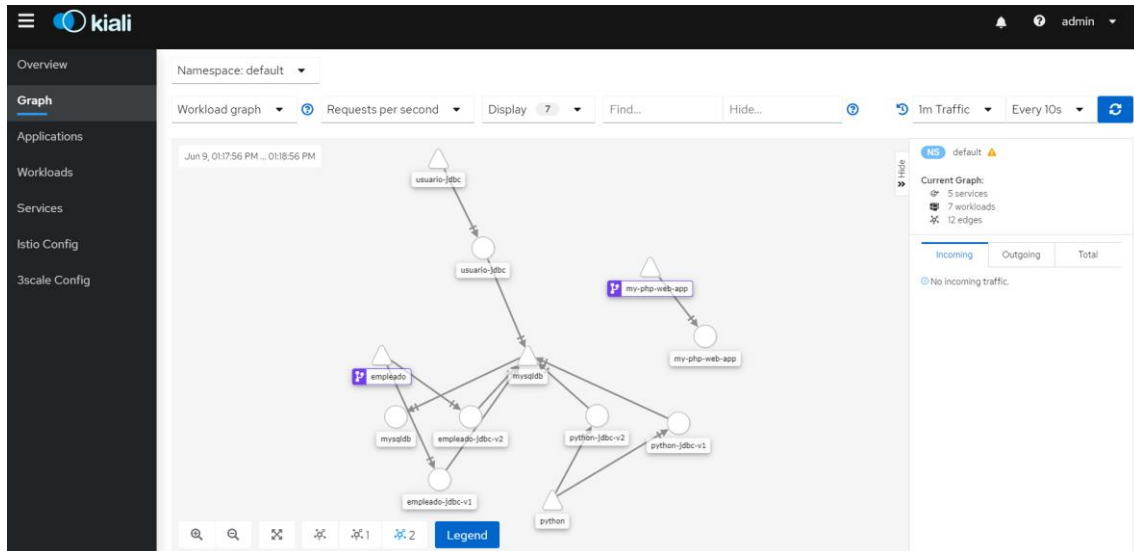 kiali
admin
Overview
Graph
Applications
Workloads
Services
Istio Config
3scale Config
Namespace: default
Workload graph
Requests per second
Display 7
Find...
Hide...
1m Traffic
Every 10s
Jun 9, 01:17:56 PM ... 01:18:56 PM
usuario-jdbc
usuario-jdbc
my-php-web-app
my-php-web-app
empleado
mysqldb
mysqldb
empleado-jdbc-v2
python-jdbc-v2
python-jdbc-v1
empleado-jdbc-v1
python
1
2
Legend
Hide
NS default
Current Graph:
5 services
7 workloads
12 edges
Incoming
Outgoing
Total
No incoming traffic.